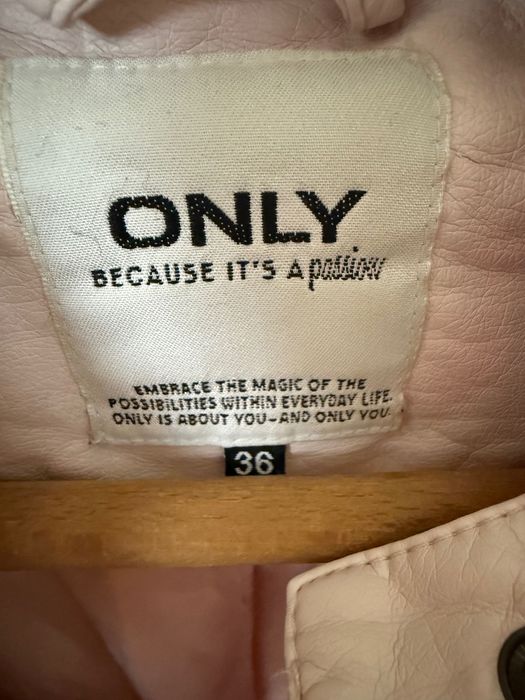 ONLY
BECAUSE IT'S A passion
EMBRACE THE MAGIC OF THE
POSSIBILITIES WITHIN EVERYDAY LIFE.
ONLY IS ABOUT YOU-AND ONLY YOU.
36